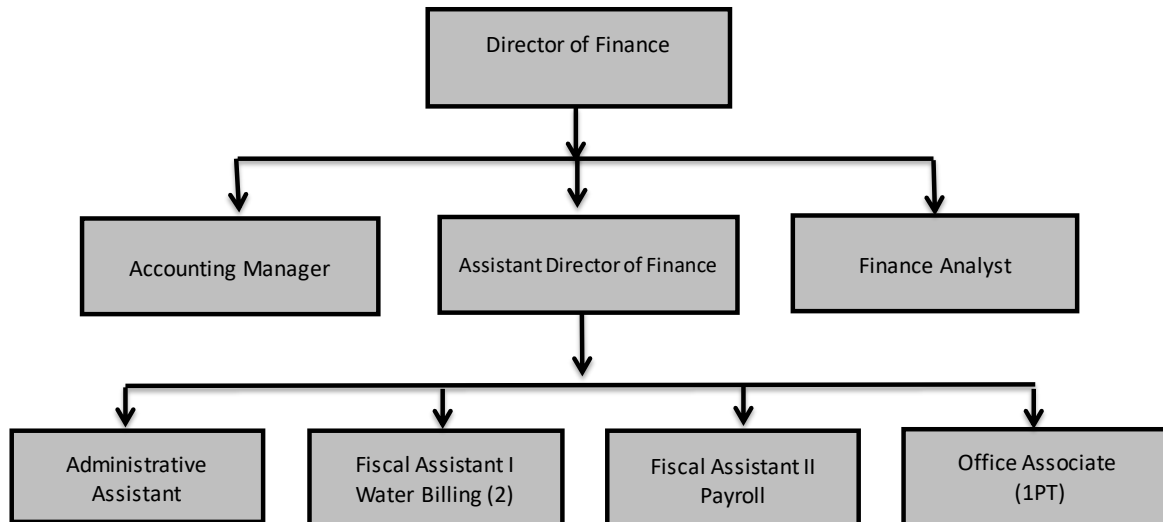 Director of Finance
Accounting Manager
Assistant Director of Finance
Finance Analyst
Administrative
Assistant
Fiscal Assistant I
Water Billing (2)
Fiscal Assistant II
Payroll
Office Associate
(1PT)